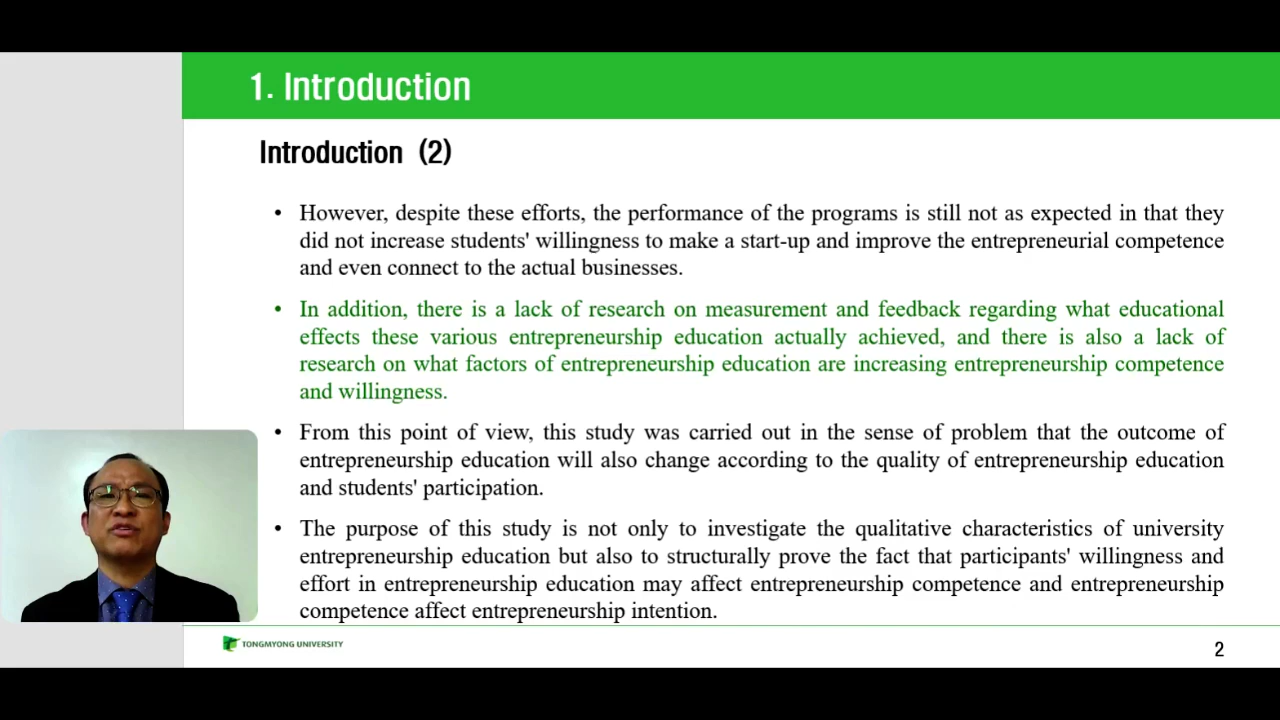 1. Introduction
Introduction (2)
• However, despite these efforts, the performance of the programs is still not as expected in that they
did not increase students' willingness to make a start-up and improve the entrepreneurial competence
and even connect to the actual businesses.
• In addition, there is a lack of research on measurement and feedback regarding what educational
effects these various entrepreneurship education actually achieved, and there is also a lack of
research on what factors of entrepreneurship education are increasing entrepreneurship competence
and willingness.
• From this point of view, this study was carried out in the sense of problem that the outcome of
entrepreneurship education will also change according to the quality of entrepreneurship education
and students' participation.
• The purpose of this study is not only to investigate the qualitative characteristics of university
entrepreneurship education but also to structurally prove the fact that participants' willingness and
effort in entrepreneurship education may affect entrepreneurship competence and entrepreneurship
competence affect entrepreneurship intention.
TONGMYONG UNIVERSITY
2